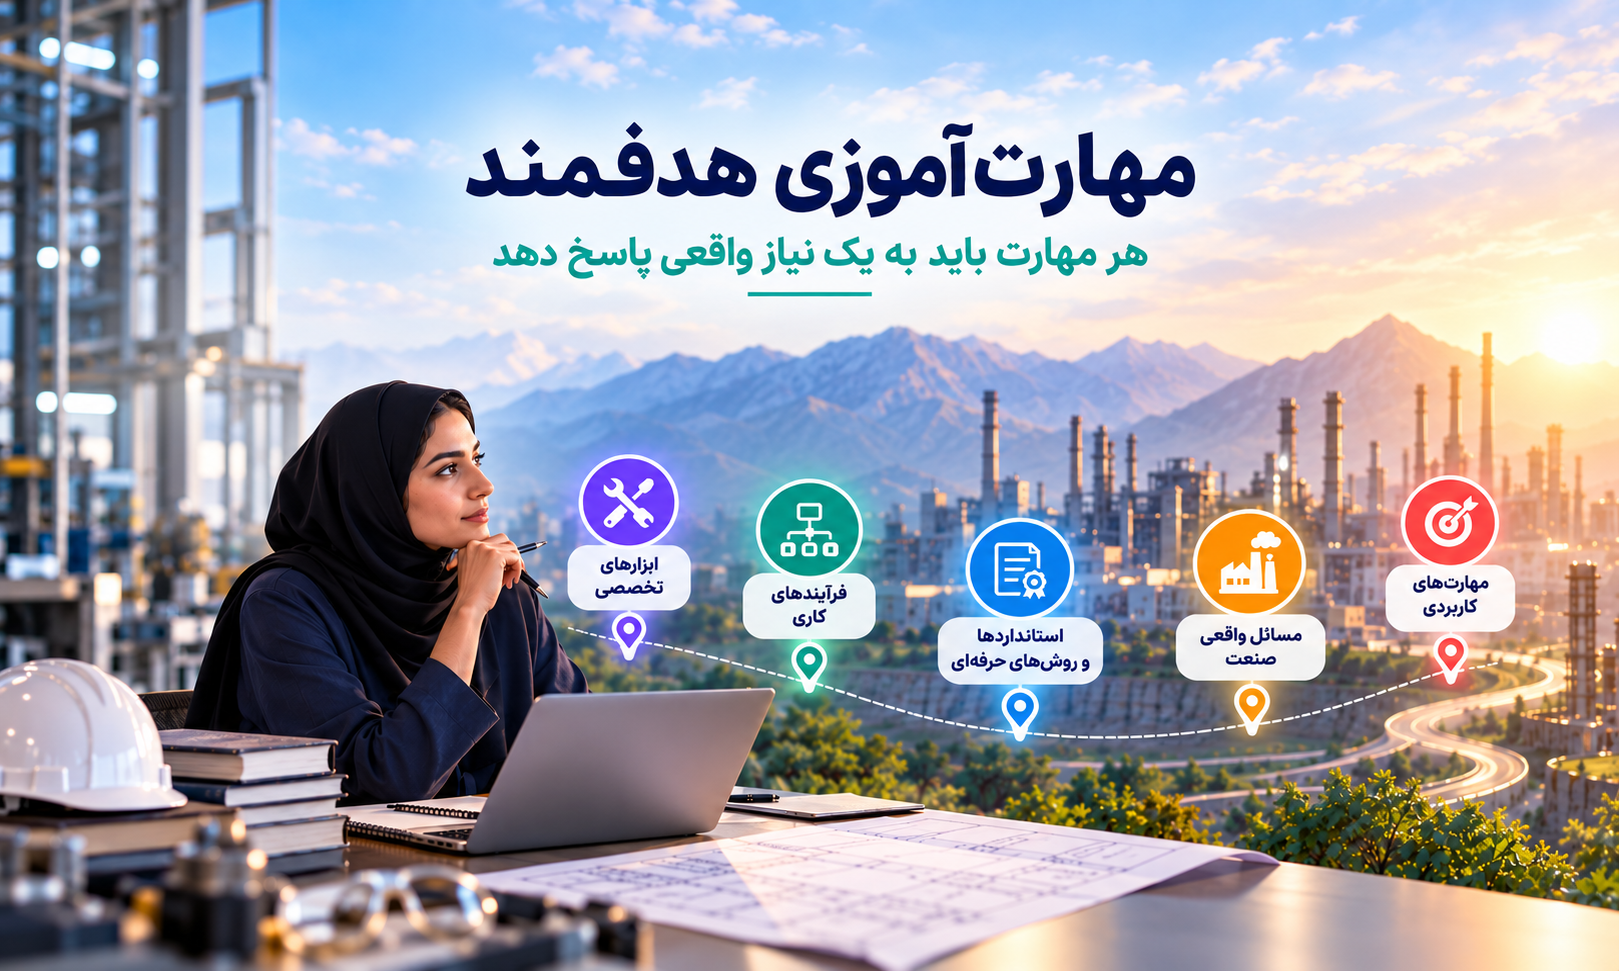 مهارت‌آموزی هدفمند
هر مهارت باید به یک نیاز واقعی پاسخ دهد
مهارت‌های
کاربردی
مسائل واقعی
صنعت
استانداردها
و روش‌های حرفه‌ای
فرآیندهای
کاری
ابزارهای
تخصصی